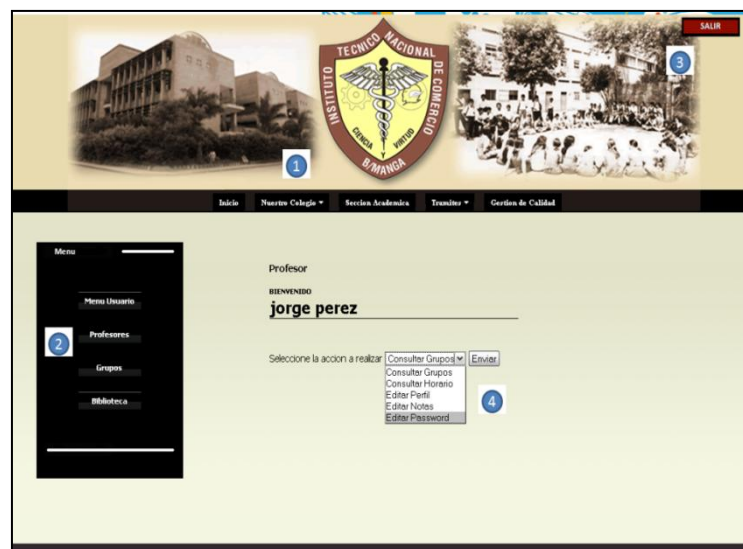 SALIR
INSTITUTO TECNICO NACIONAL DE COMERCIO
CIENCIA Y VIRTUD
B/MANGA
3
1
Inicio Nuestro Colegio Seccion Academica Tramites Gestion de Calidad
Menu
Menu Usuario
Profesores
2
Grupos
Biblioteca
Profesor
BIENVENIDO
jorge perez
Seleccione la accion a realizar Consultar Grupos Enviar
Consultar Grupos
Consultar Horario
Editar Perfil
Editar Notas
Editar Password
4